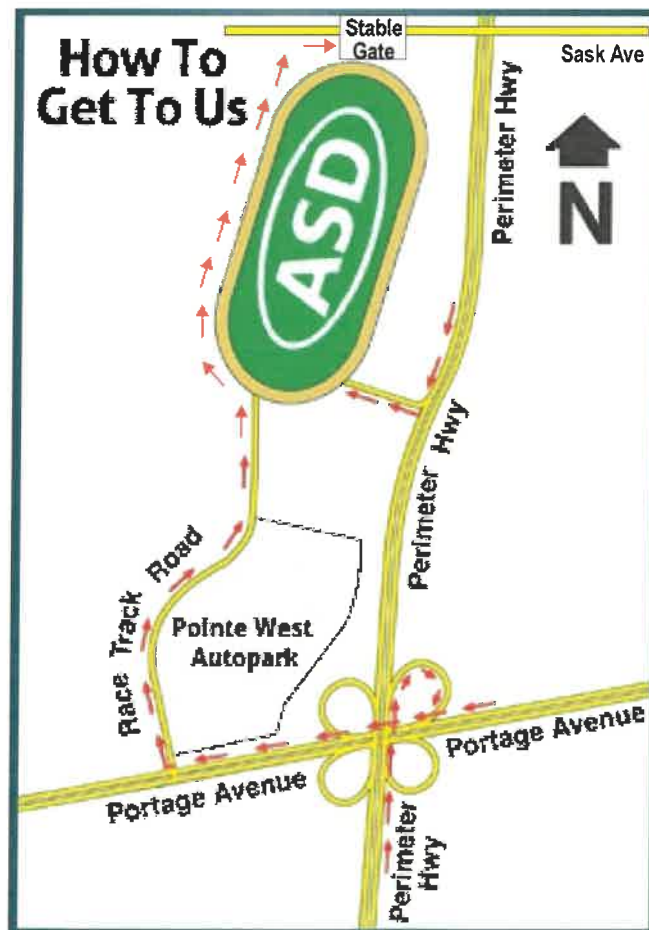 How To
Get To Us
Stable
Gate
Sask Ave
Perimeter Hwy
N
ASD
Perimeter Hwy
Race Track Road
Pointe West
Autopark
Portage Avenue
Portage Avenue
Perimeter
Hwy